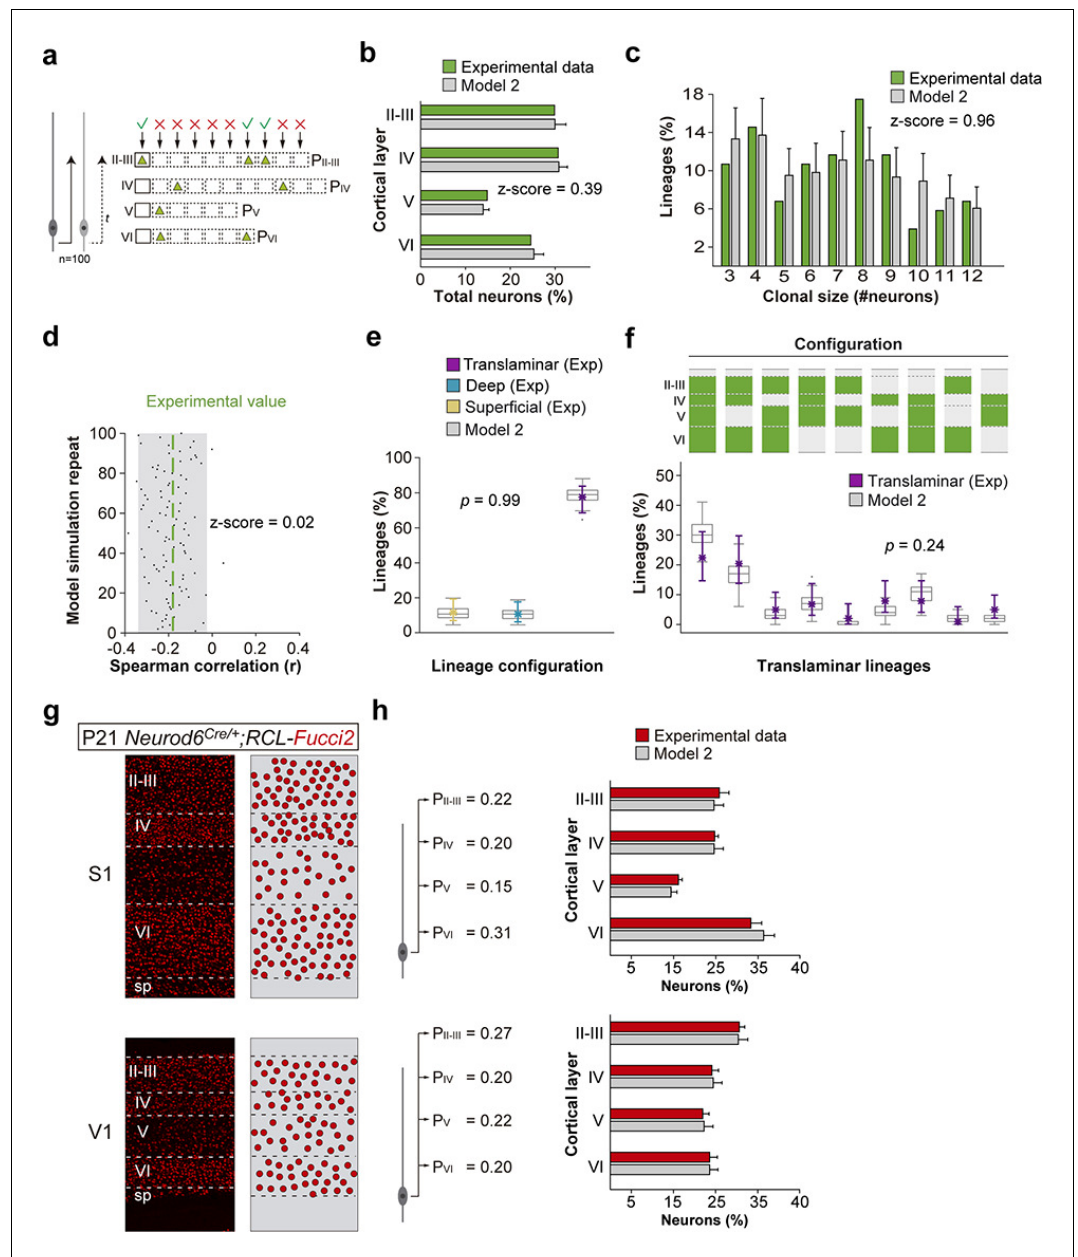 a
II-III
IV
V
VI
PII-III
PIV
PV
PVI
t
n=100
b
Experimental data
Model 2
Cortical layer
II-III
IV
V
VI
z-score = 0.39
0 10 20 30
Total neurons (%)
c
Experimental data
Model 2
z-score = 0.96
Lineages (%)
18
14
10
6
2
3 4 5 6 7 8 9 10 11 12
Clonal size (#neurons)
d
Experimental value
Model simulation repeat
100
80
60
40
20
0
z-score = 0.02
-0.4 -0.2 0 0.2 0.4
Spearman correlation (r)
e
Translaminar (Exp)
Deep (Exp)
Superficial (Exp)
Model 2
Lineages (%)
100
80
60
40
20
0
p = 0.99
Lineage configuration
f
Configuration
II-III
IV
V
VI
Translaminar (Exp)
Model 2
Lineages (%)
50
40
30
20
10
0
p = 0.24
Translaminar lineages
g
P21 Neurod6Cre/+;RCL-Fucci2
S1
II-III
IV
VI
sp
V1
II-III
IV
V
VI
sp
h
PII-III = 0.22
PIV = 0.20
PV = 0.15
PVI = 0.31
Experimental data
Model 2
Cortical layer
II-III
IV
V
VI
5 15 25 35 40
Neurons (%)
PII-III = 0.27
PIV = 0.20
PV = 0.22
PVI = 0.20
Cortical layer
II-III
IV
V
VI
5 15 25 35 40
Neurons (%)